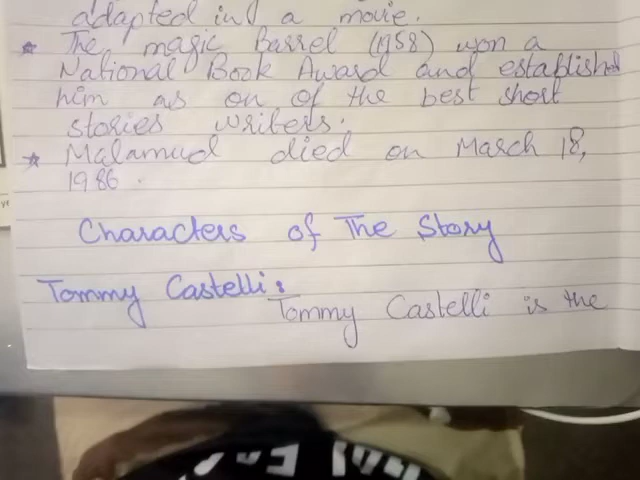 adapted in a movie.
* The magic Barrel (1958) won a
National Book Award and established
him as on of the best short
stories writers.
* Malamud died on March 18,
1986.
Characters of The Story
Tommy Castelli:
Tommy Castelli is the